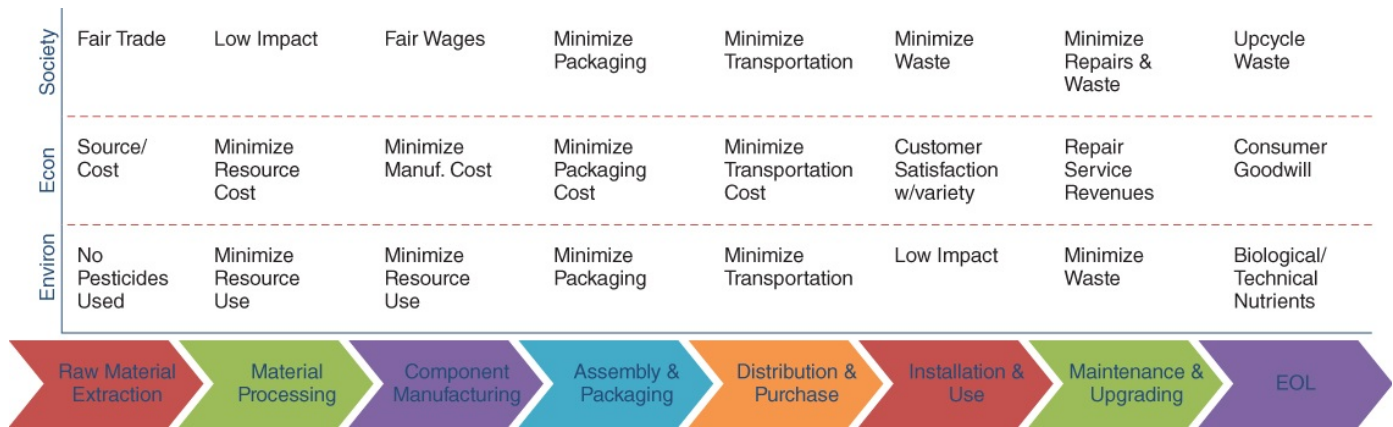 Society
Fair Trade
Low Impact
Fair Wages
Minimize
Packaging
Minimize
Transportation
Minimize
Waste
Minimize
Repairs &
Waste
Upcycle
Waste
Econ
Source/
Cost
Minimize
Resource
Cost
Minimize
Manuf. Cost
Minimize
Packaging
Cost
Minimize
Transportation
Cost
Customer
Satisfaction
w/variety
Repair
Service
Revenues
Consumer
Goodwill
Environ
No
Pesticides
Used
Minimize
Resource
Use
Minimize
Resource
Use
Minimize
Packaging
Minimize
Transportation
Low Impact
Minimize
Waste
Biological/
Technical
Nutrients
Raw Material
Extraction
Material
Processing
Component
Manufacturing
Assembly &
Packaging
Distribution &
Purchase
Installation &
Use
Maintenance &
Upgrading
EOL